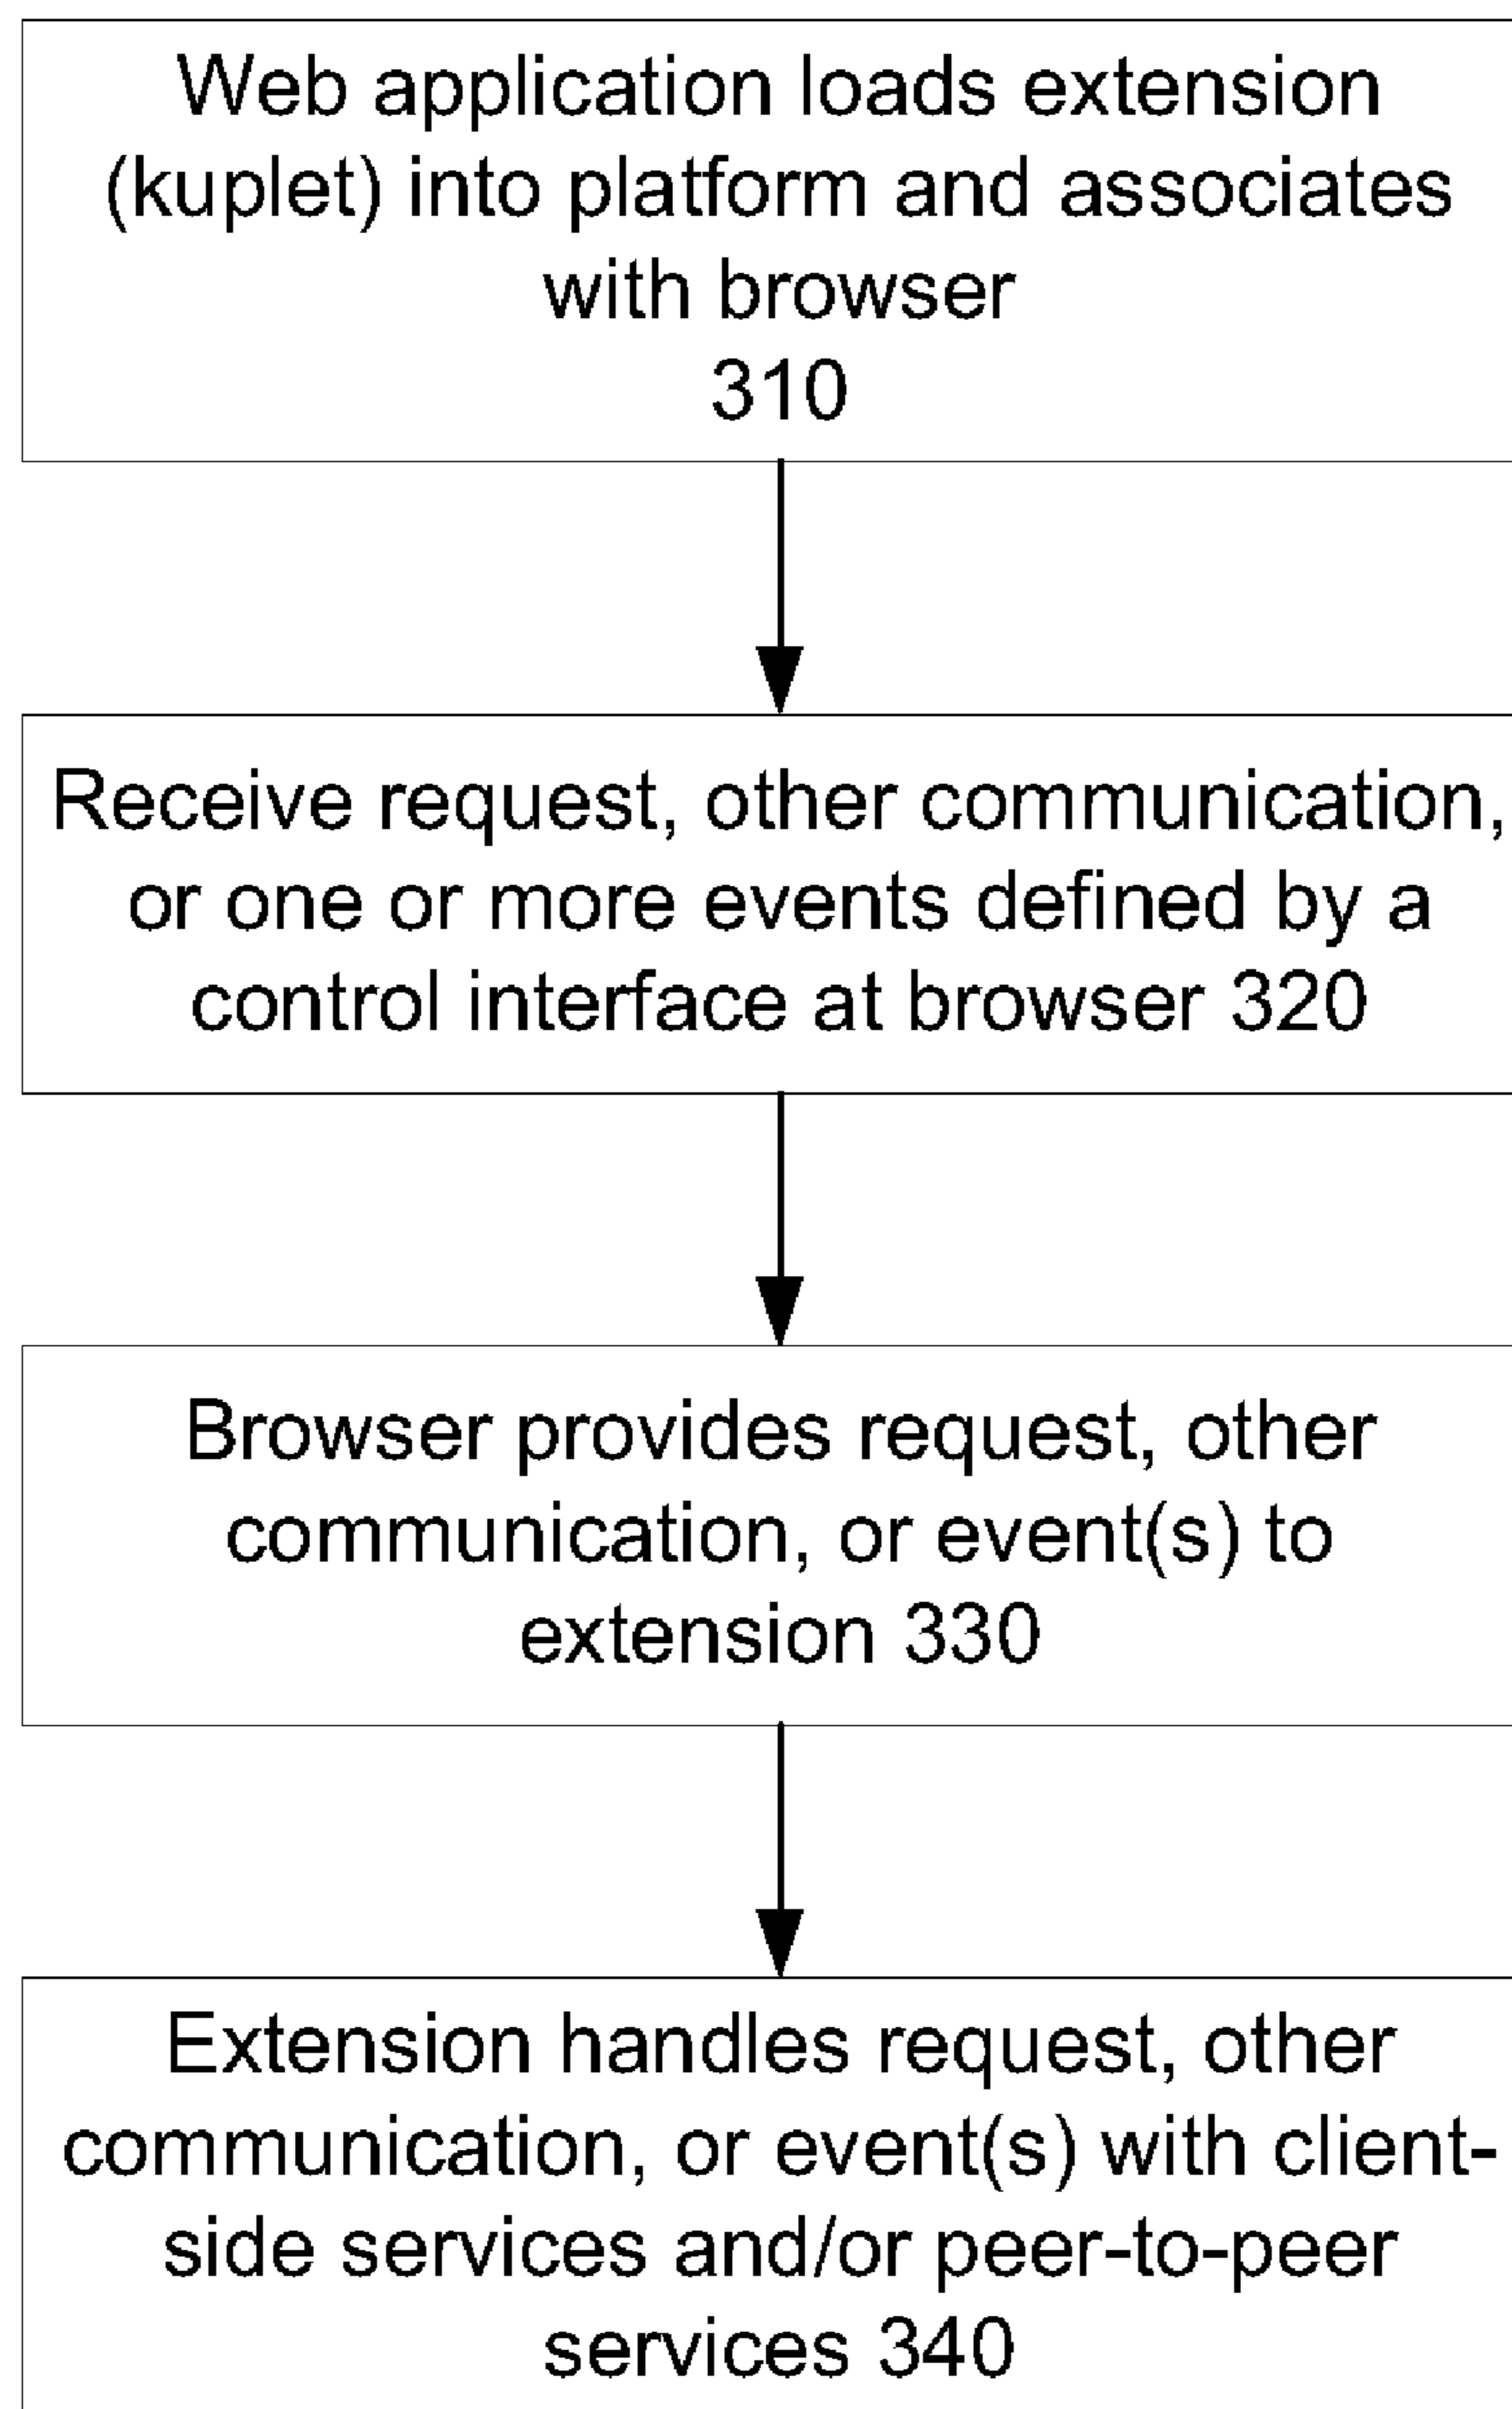 Web application loads extension
(kuplet) into platform and associates
with browser
310
Receive request, other communication,
or one or more events defined by a
control interface at browser 320
Browser provides request, other
communication, or event(s) to
extension 330
Extension handles request, other
communication, or event(s) with client-
side services and/or peer-to-peer
services 340